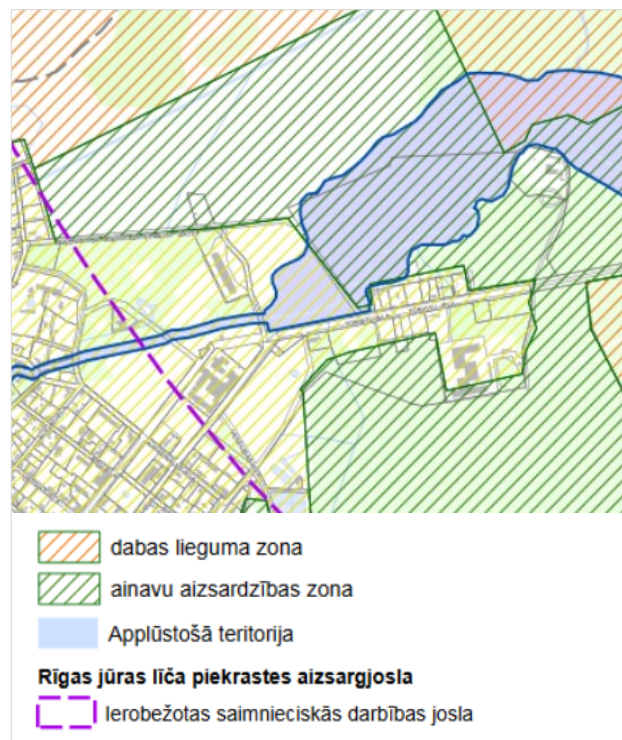 dabas lieguma zona
ainavu aizsardzības zona
Applūstošā teritorija
Rīgas jūras līča piekrastes aizsargjosla
Ierobežotas saimnieciskās darbības josla